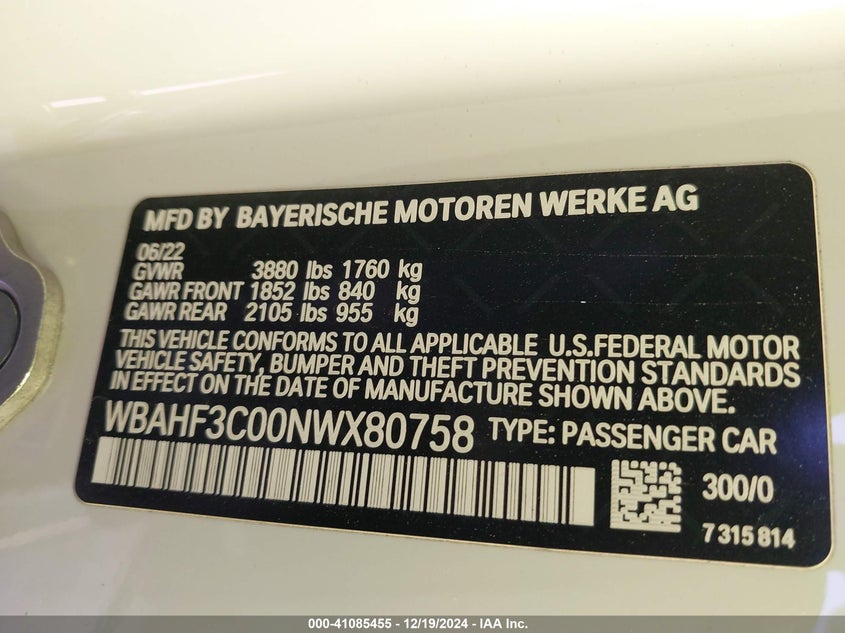 MFD BY BAYERISCHE MOTOREN WERKE AG
06/22
GVWR 3880 lbs 1760 kg
GAWR FRONT 1852 lbs 840 kg
GAWR REAR 2105 lbs 955 kg
THIS VEHICLE CONFORMS TO ALL APPLICABLE U.S.FEDERAL MOTOR
VEHICLE SAFETY, BUMPER AND THEFT PREVENTION STANDARDS
IN EFFECT ON THE DATE OF MANUFACTURE SHOWN ABOVE.
WBAHF3C00NWX80758 TYPE: PASSENGER CAR
300/0
7 315 814
000-41085455 - 12/19/2024 - IAA Inc.